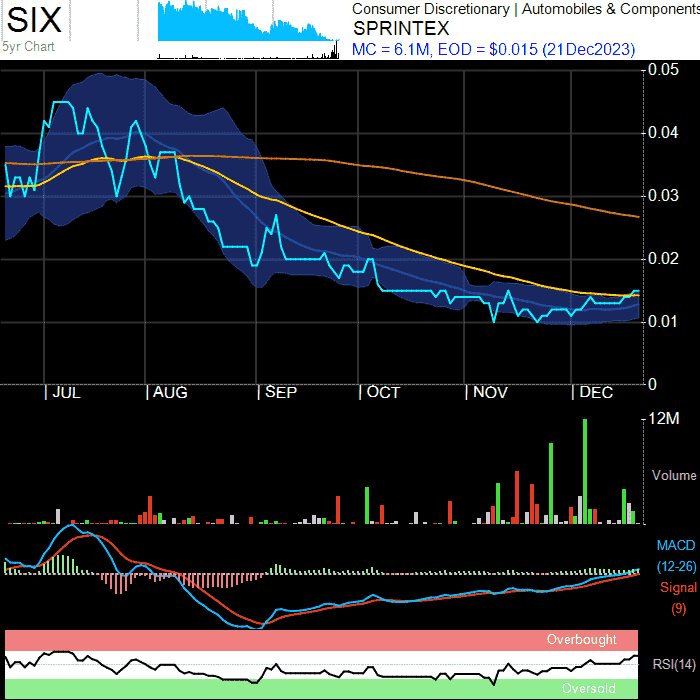 SIX
5yr Chart
Consumer Discretionary | Automobiles & Components
SPRINTEX
MC = 6.1M, EOD = $0.015 (21Dec2023)
0.05
0.04
0.03
0.02
0.01
0
| JUL | AUG | SEP | OCT | NOV | DEC
12M
Volume
MACD
(12-26)
Signal
(9)
Overbought
RSI(14)
Oversold